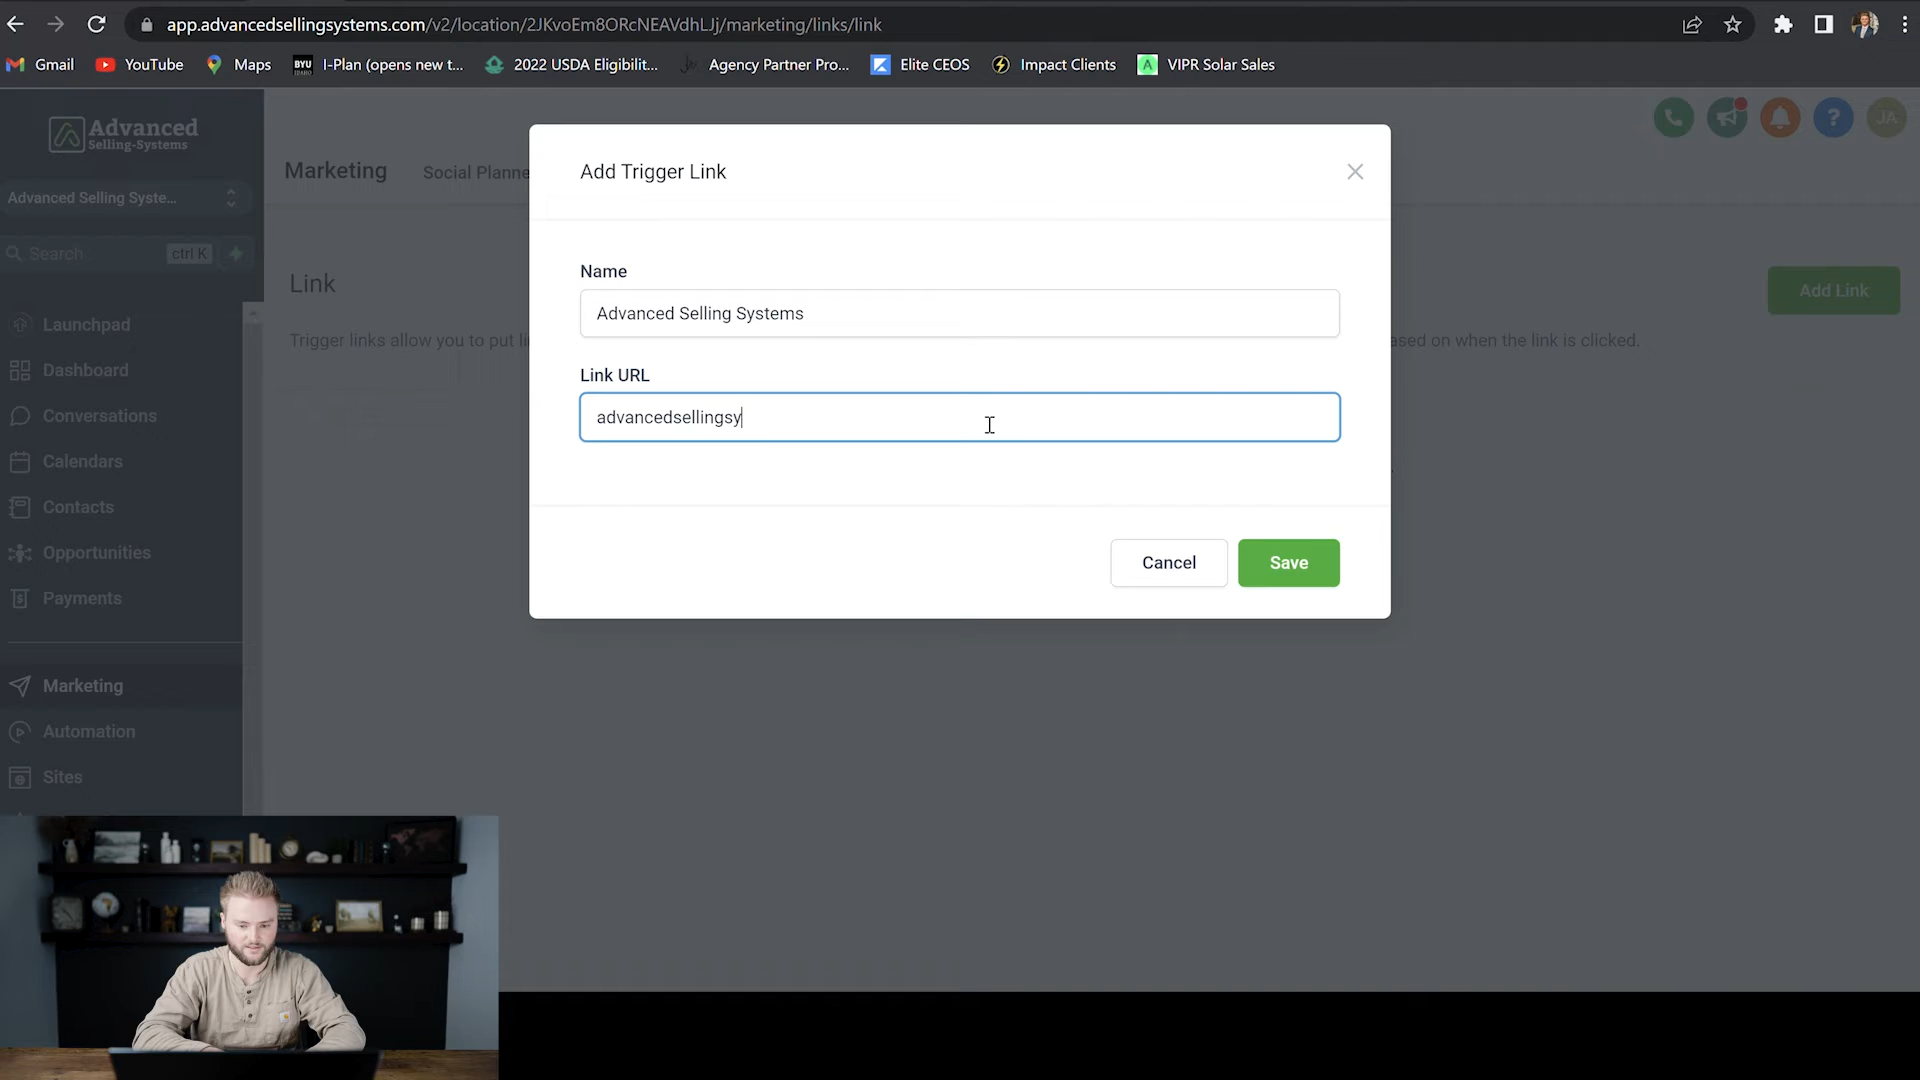 app.advancedsellingsystems.com/v2/location/2JKvoEm8ORcNEAVdhLJj/marketing/links/link
Gmail YouTube Maps BYU IDAHO I-Plan (opens new t... 2022 USDA Eligibilit... Agency Partner Pro... Elite CEOS Impact Clients VIPR Solar Sales
Advanced
Selling-Systems
JA
Marketing Social Planne
Add Trigger Link
Advanced Selling Syste...
Search ctrl K
Name
Advanced Selling Systems
Link
Add Link
Trigger links allow you to put li
ased on when the link is clicked.
Link URL
advancedsellingsy
Cancel Save
Launchpad
Dashboard
Conversations
Calendars
Contacts
Opportunities
Payments
Marketing
Automation
Sites